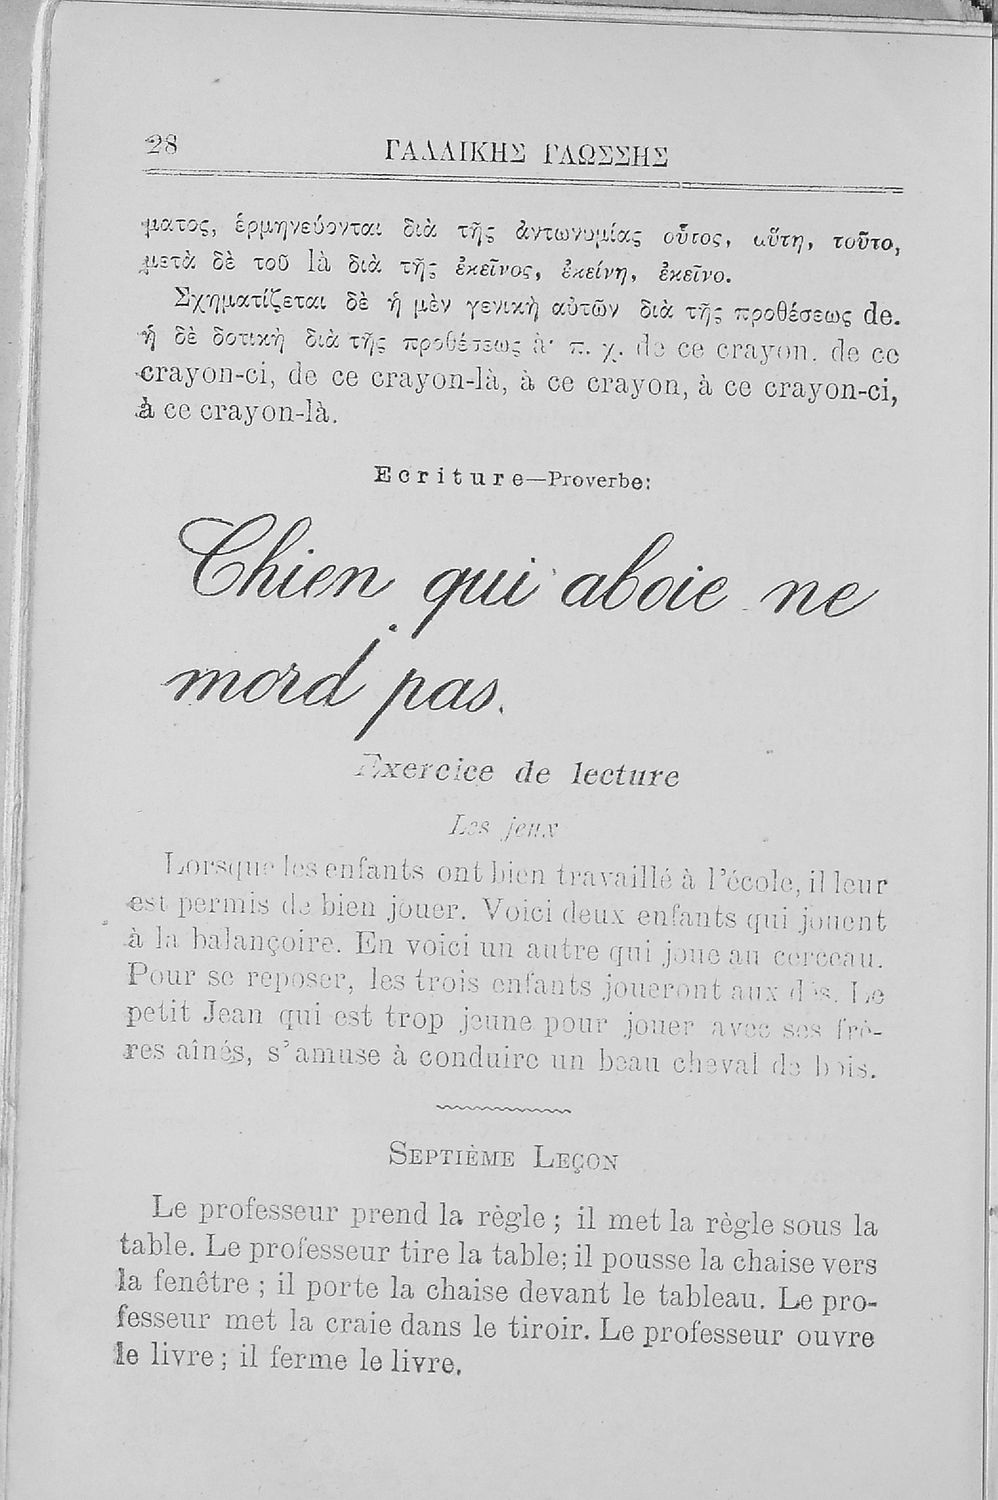 28
ΓΑΛΛΙΚΗΣ ΓΛΩΣΣΗΣ
ματος, ἑρμηνεύονται διὰ τῆς ἀντωνυμίας οὗτος, αὕτη, τοῦτο,
μετὰ δὲ τοῦ là διὰ τῆς ἐκεῖνος, ἐκείνη, ἐκεῖνο.
Σχηματίζεται δὲ ἡ μὲν γενικὴ αὐτῶν διὰ τῆς προθέσεως de.
ἡ δὲ δοτικὴ διὰ τῆς προθέσεως à· π. χ. de ce crayon. de ce
crayon-ci, de ce crayon-là, à ce crayon, à ce crayon-ci,
à ce crayon-là.
Ecriture—Proverbe:
Chien qui aboie ne
mord pas.
Exercice de lecture
Les jeux
Lorsque les enfants ont bien travaillé à l'école, il leur
est permis de bien jouer. Voici deux enfants qui jouent
à la balançoire. En voici un autre qui joue au cerceau.
Pour se reposer, les trois enfants joueront aux dés. Le
petit Jean qui est trop jeune pour jouer avec ses frè-
res aînés, s'amuse à conduire un beau cheval de bois.
SEPTIÈME LEÇON
Le professeur prend la règle ; il met la règle sous la
table. Le professeur tire la table; il pousse la chaise vers
la fenêtre ; il porte la chaise devant le tableau. Le pro-
fesseur met la craie dans le tiroir. Le professeur ouvre
le livre ; il ferme le livre.